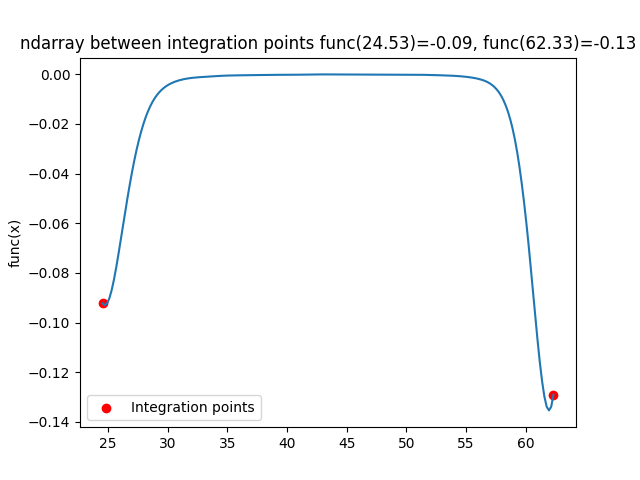 ndarray between integration points func(24.53)=-0.09, func(62.33)=-0.13
0.00
−0.02
−0.04
−0.06
−0.08
−0.10
−0.12
−0.14
func(x)
Integration points
25 30 35 40 45 50 55 60